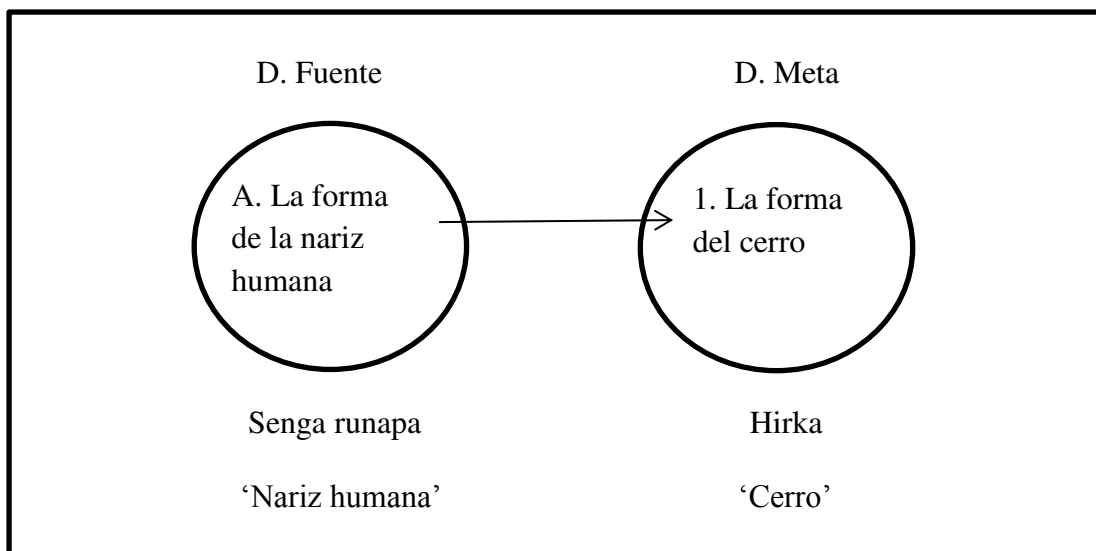 D. Fuente
D. Meta
A. La forma
de la nariz
humana
1. La forma
del cerro
Senga runapa
Hirka
‘Nariz humana’
‘Cerro’